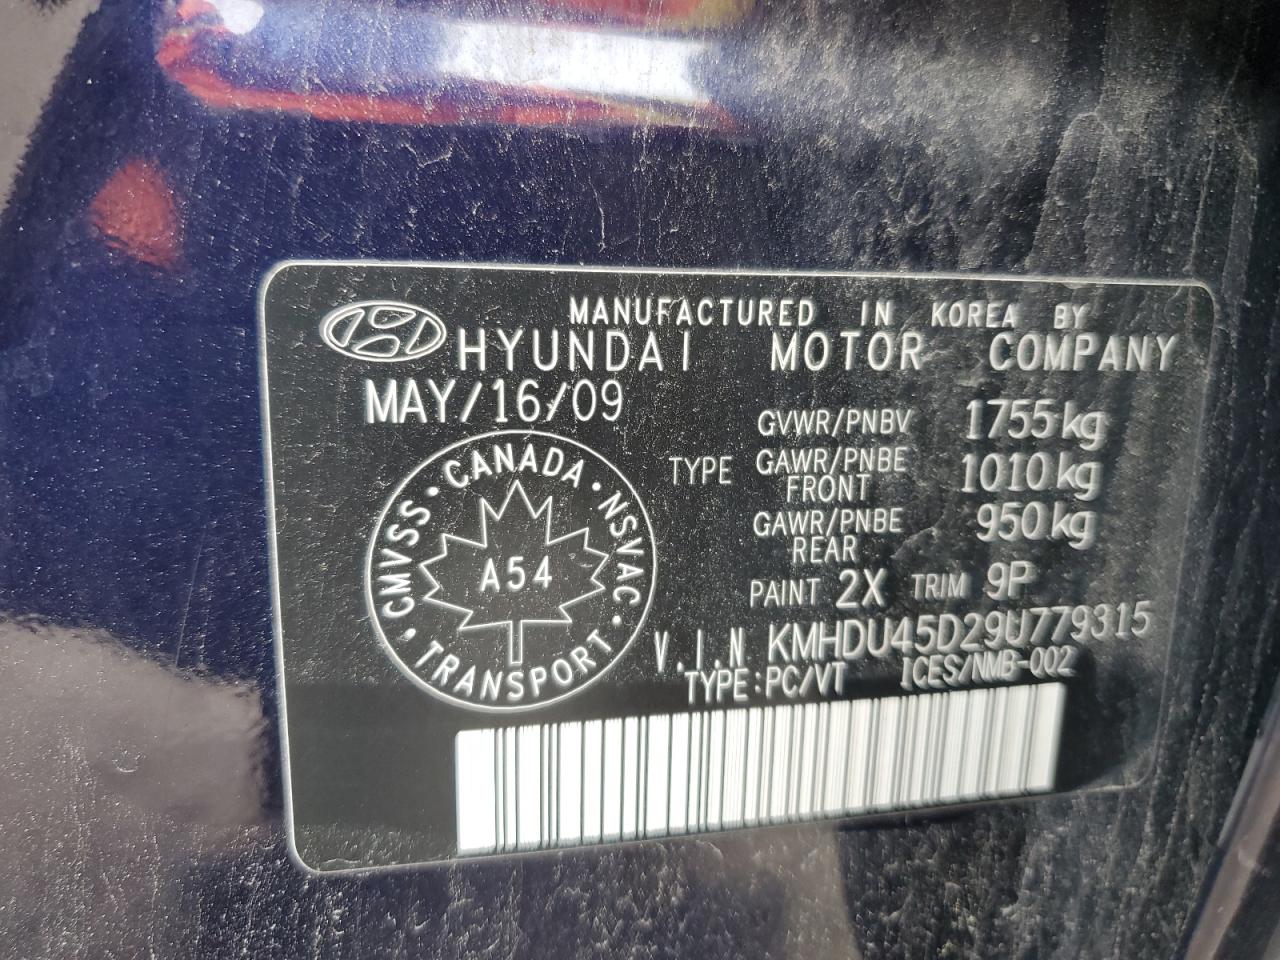 MANUFACTURED IN KOREA BY
HYUNDAI MOTOR COMPANY
MAY/16/09
GVWR/PNBV 1755kg
TYPE GAWR/PNBE FRONT 1010kg
GAWR/PNBE REAR 950kg
PAINT 2X TRIM 9P
V.I.N KMHDU45D29U779315
TYPE:PC/VT ICES/NMB-002
CMVSS · CANADA · NSVAC · TRANSPORT ·
A54